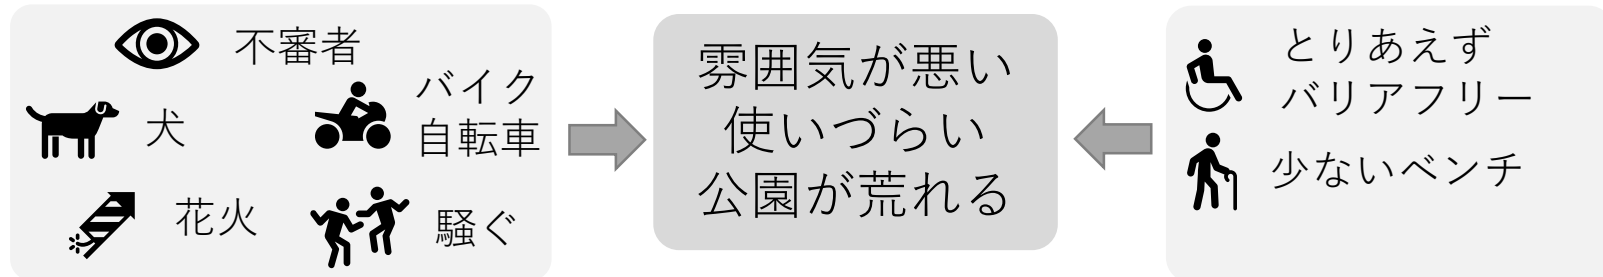 不審者
犬
バイク
自転車
花火
騒ぐ
雰囲気が悪い
使いづらい
公園が荒れる
とりあえず
バリアフリー
少ないベンチ